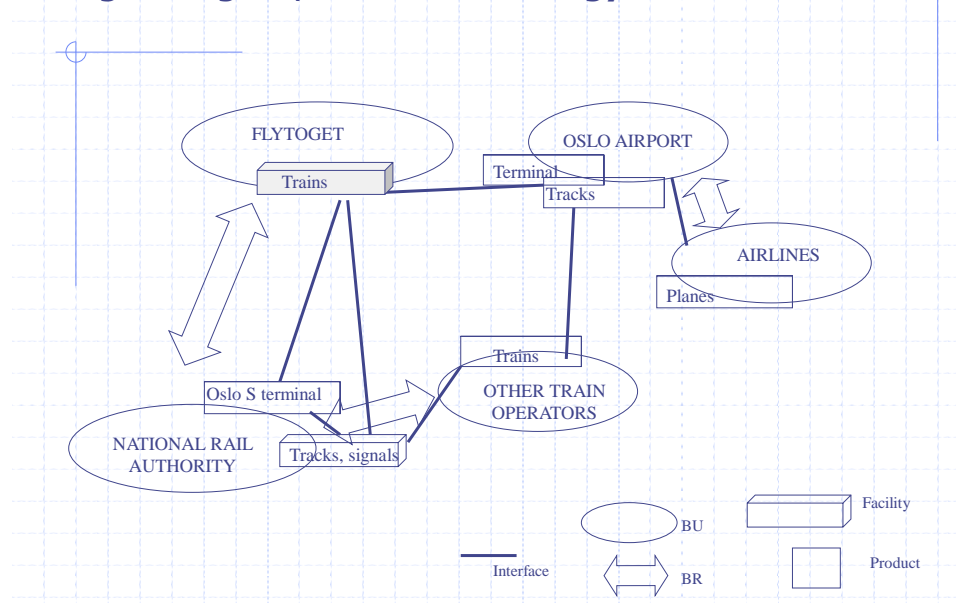 FLYTOGET
Trains
OSLO AIRPORT
Terminal
Tracks
AIRLINES
Planes
Trains
OTHER TRAIN
OPERATORS
Oslo S terminal
NATIONAL RAIL
AUTHORITY
Tracks, signals
Interface
BU
BR
Facility
Product